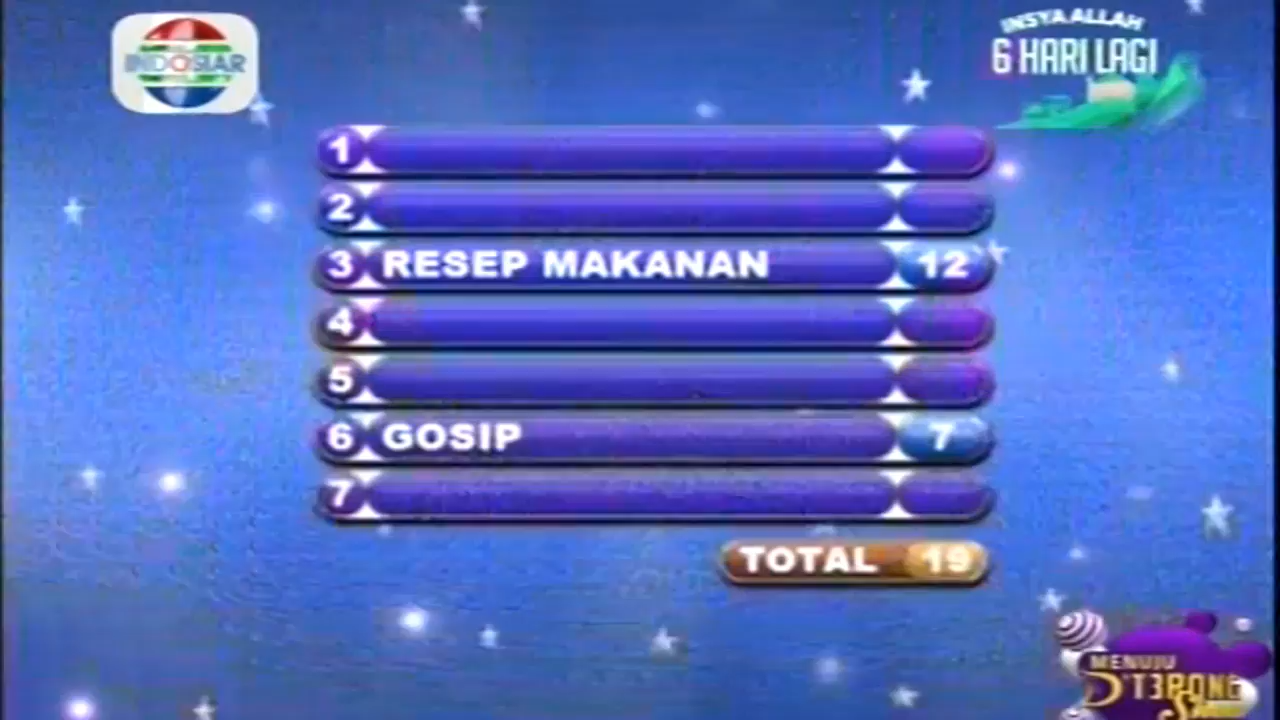 INDOSIAR
INSYA ALLAH
6 HARI LAGI
1
2
3 RESEP MAKANAN 12
4
5
6 GOSIP 7
7
TOTAL 19
MENUJU
D'T3RONG
Show